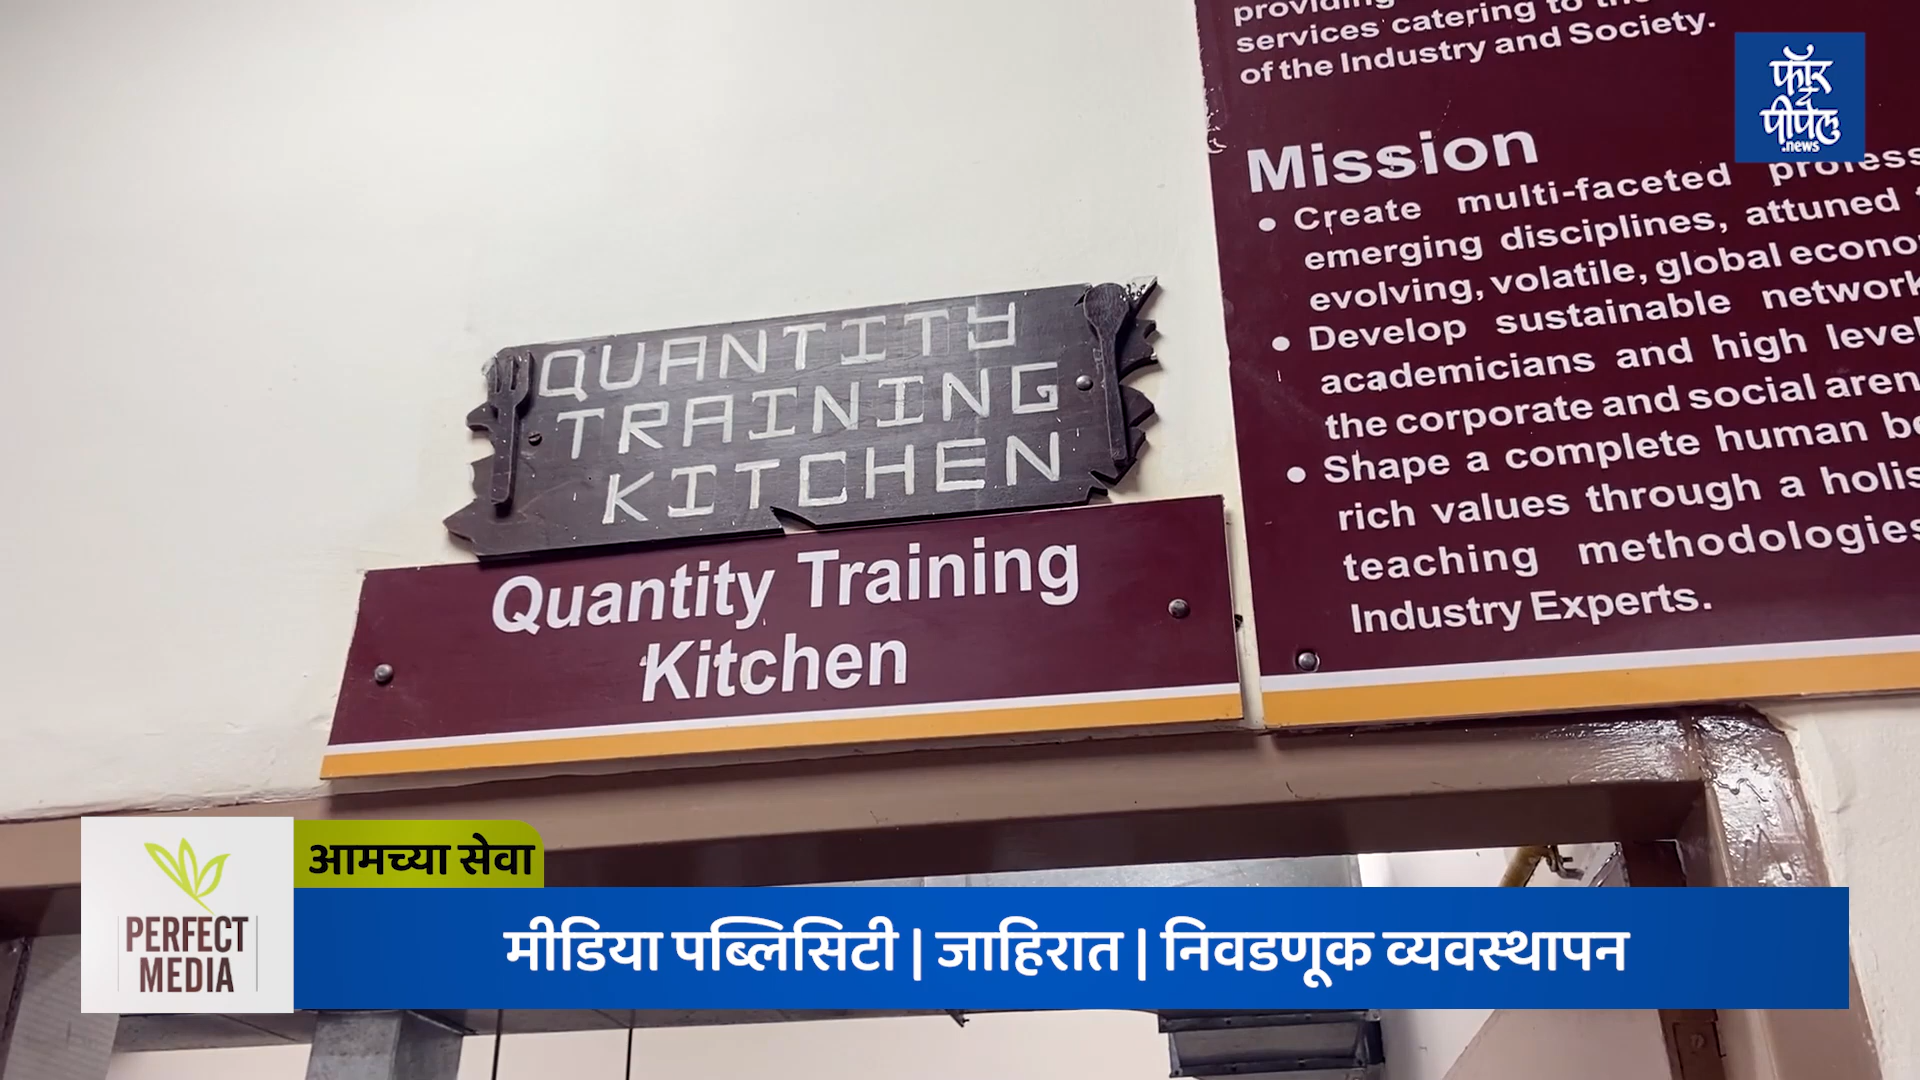 providing
services catering to the
of the Industry and Society.
Mission
• Create multi-faceted
emerging disciplines, attuned
evolving, volatile, global
• Develop sustainable
academicians and high
the corporate and social
• Shape a complete human
rich values through a
teaching methodologies
Industry Experts.
फॉर
पीपल
.news
QUANTITY
TRAINING
KITCHEN
Quantity Training
Kitchen
आमच्या सेवा
PERFECT
MEDIA
मीडिया पब्लिसिटी | जाहिरात | निवडणूक व्यवस्थापन